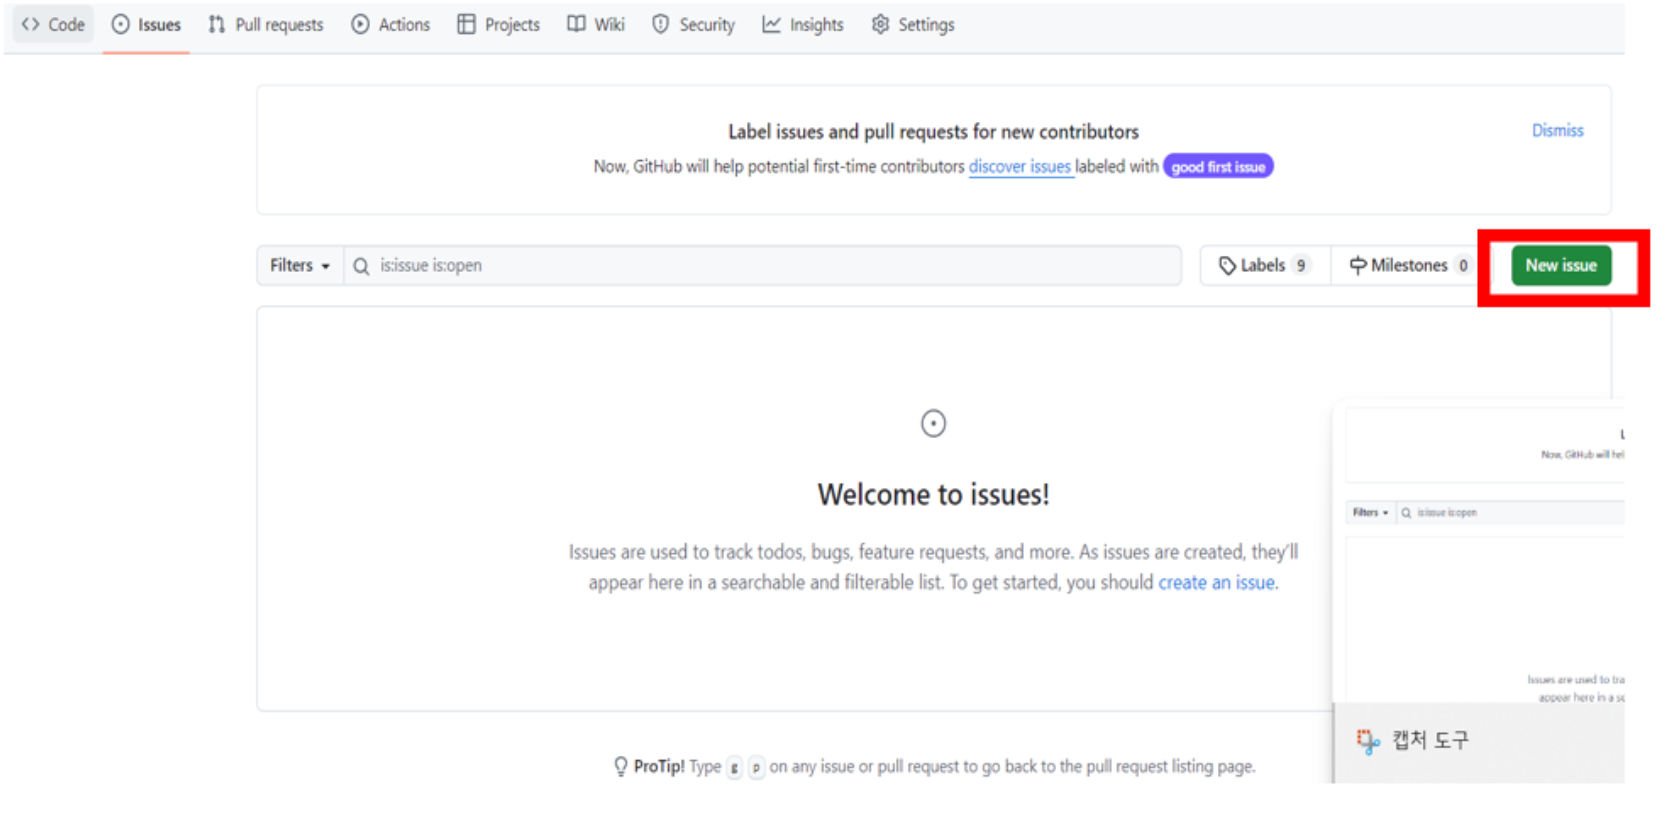 Code Issues Pull requests Actions Projects Wiki Security Insights Settings
Label issues and pull requests for new contributors
Dismiss
Now, GitHub will help potential first-time contributors discover issues labeled with good first issue
Filters is:issue is:open
Labels 9 Milestones 0 New issue
Welcome to issues!
Issues are used to track todos, bugs, feature requests, and more. As issues are created, they'll
appear here in a searchable and filterable list. To get started, you should create an issue.
L
Now, GitHub will hel
Filters is:issue is:open
Issues are used to tra
appear here in a se
캡처 도구
ProTip! Type g p on any issue or pull request to go back to the pull request listing page.